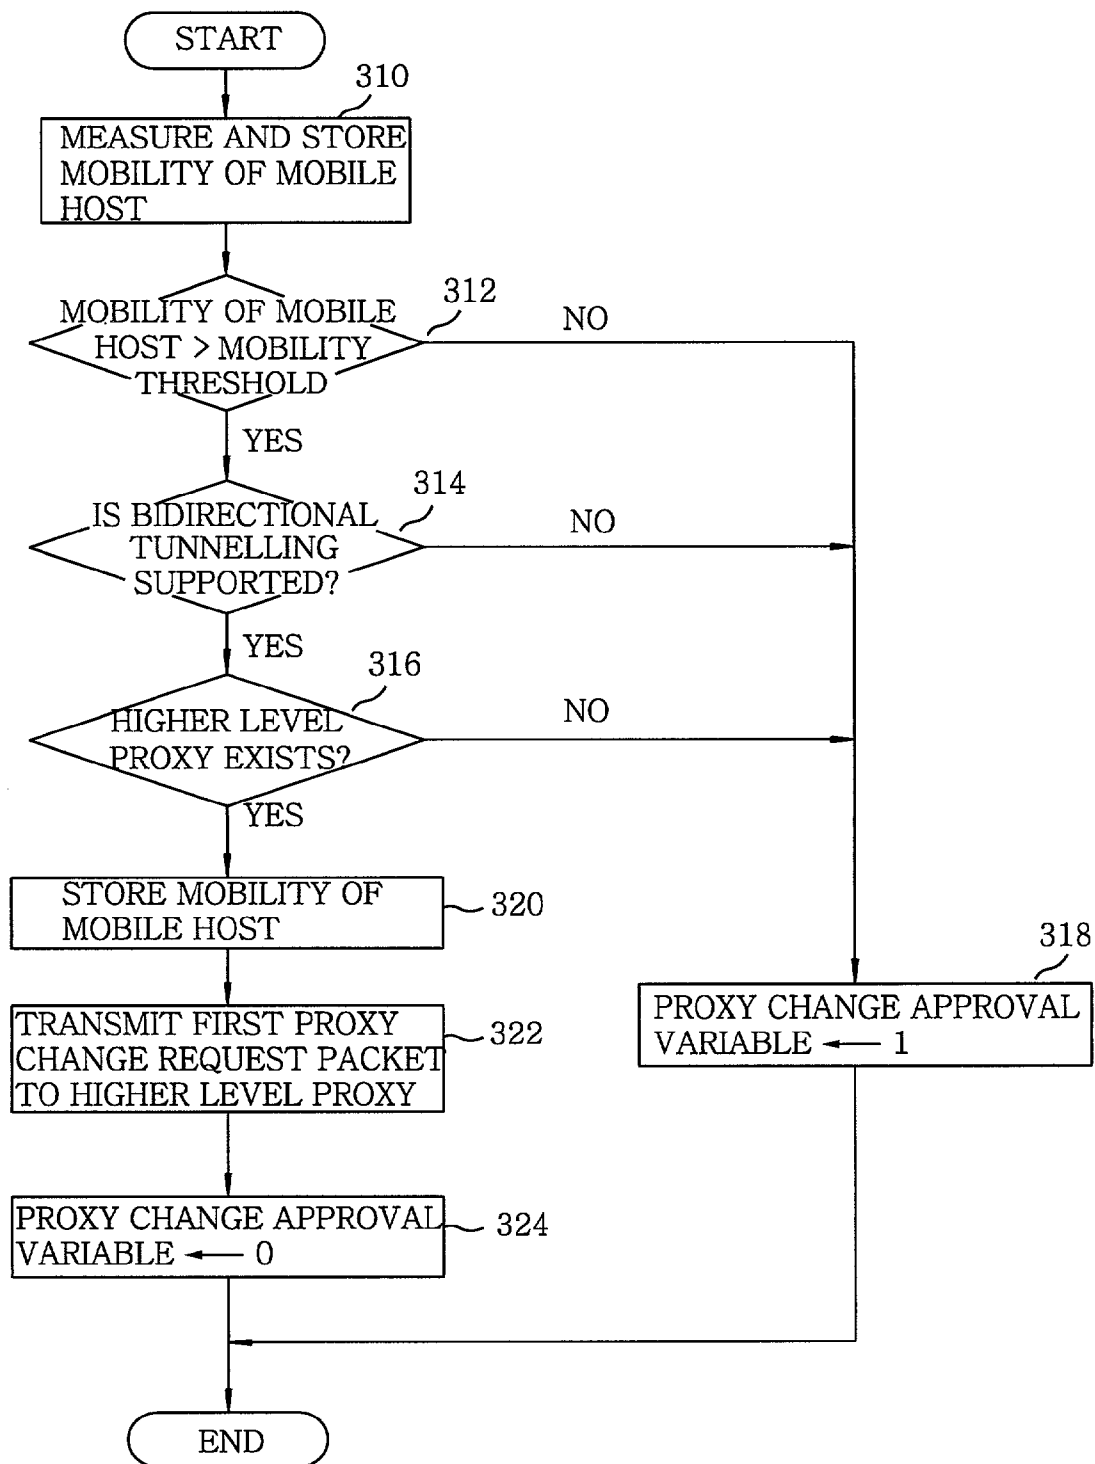 START
310
MEASURE AND STORE
MOBILITY OF MOBILE
HOST
MOBILITY OF MOBILE
HOST > MOBILITY
THRESHOLD
312
NO
YES
IS BIDIRECTIONAL
TUNNELLING
SUPPORTED?
314
NO
YES
HIGHER LEVEL
PROXY EXISTS?
316
NO
YES
STORE MOBILITY OF
MOBILE HOST
320
TRANSMIT FIRST PROXY
CHANGE REQUEST PACKET
TO HIGHER LEVEL PROXY
322
318
PROXY CHANGE APPROVAL
VARIABLE ← 1
PROXY CHANGE APPROVAL
VARIABLE ← 0
324
END